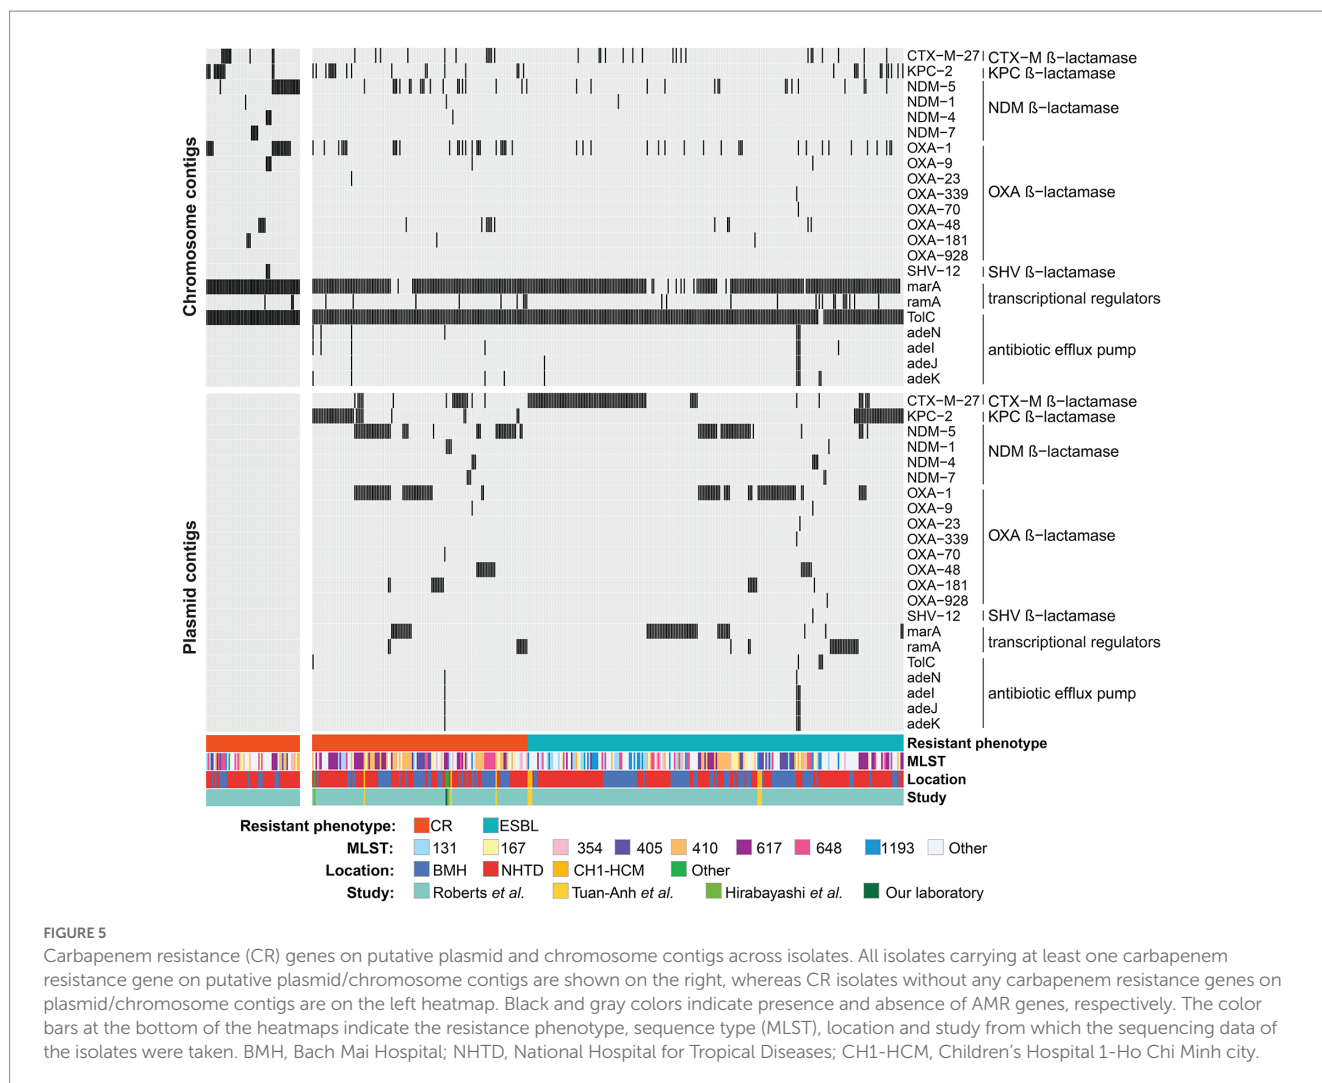 Chromosome contigs
CTX−M−27
KPC−2
NDM−5
NDM−1
NDM−4
NDM−7
OXA−1
OXA−9
OXA−23
OXA−339
OXA−70
OXA−48
OXA−181
OXA−928
SHV−12
marA
ramA
TolC
adeN
adeI
adeJ
adeK
CTX−M ß−lactamase
KPC ß−lactamase
NDM ß−lactamase
OXA ß−lactamase
SHV ß−lactamase
transcriptional regulators
antibiotic efflux pump
Plasmid contigs
CTX−M−27
KPC−2
NDM−5
NDM−1
NDM−4
NDM−7
OXA−1
OXA−9
OXA−23
OXA−339
OXA−70
OXA−48
OXA−181
OXA−928
SHV−12
marA
ramA
TolC
adeN
adeI
adeJ
adeK
CTX−M ß−lactamase
KPC ß−lactamase
NDM ß−lactamase
OXA ß−lactamase
SHV ß−lactamase
transcriptional regulators
antibiotic efflux pump
Resistant phenotype
MLST
Location
Study
Resistant phenotype: CR ESBL
MLST: 131 167 354 405 410 617 648 1193 Other
Location: BMH NHTD CH1-HCM Other
Study: Roberts et al. Tuan-Anh et al. Hirabayashi et al. Our laboratory
FIGURE 5
Carbapenem resistance (CR) genes on putative plasmid and chromosome contigs across isolates. All isolates carrying at least one carbapenem
resistance gene on putative plasmid/chromosome contigs are shown on the right, whereas CR isolates without any carbapenem resistance genes on
plasmid/chromosome contigs are on the left heatmap. Black and gray colors indicate presence and absence of AMR genes, respectively. The color
bars at the bottom of the heatmaps indicate the resistance phenotype, sequence type (MLST), location and study from which the sequencing data of
the isolates were taken. BMH, Bach Mai Hospital; NHTD, National Hospital for Tropical Diseases; CH1-HCM, Children's Hospital 1-Ho Chi Minh city.